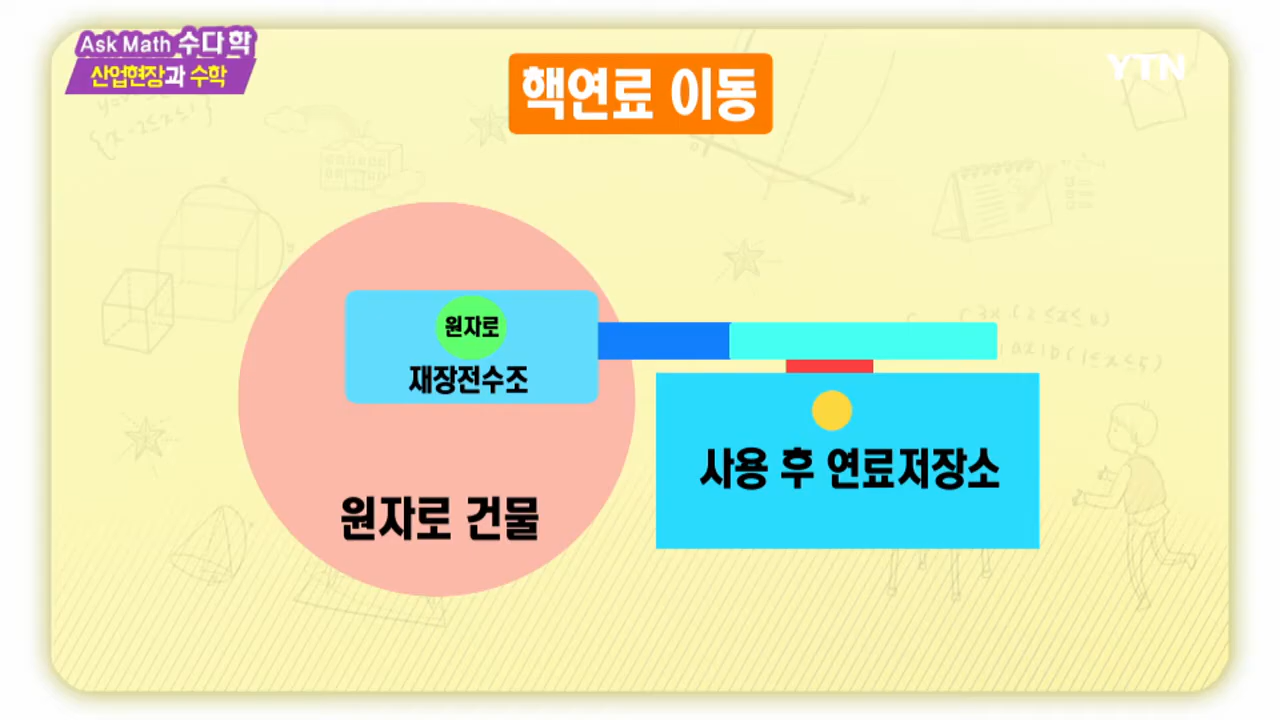 Ask Math 수다학
산업현장과 수학
핵연료 이동
YTN
원자로
재장전수조
원자로 건물
사용 후 연료저장소